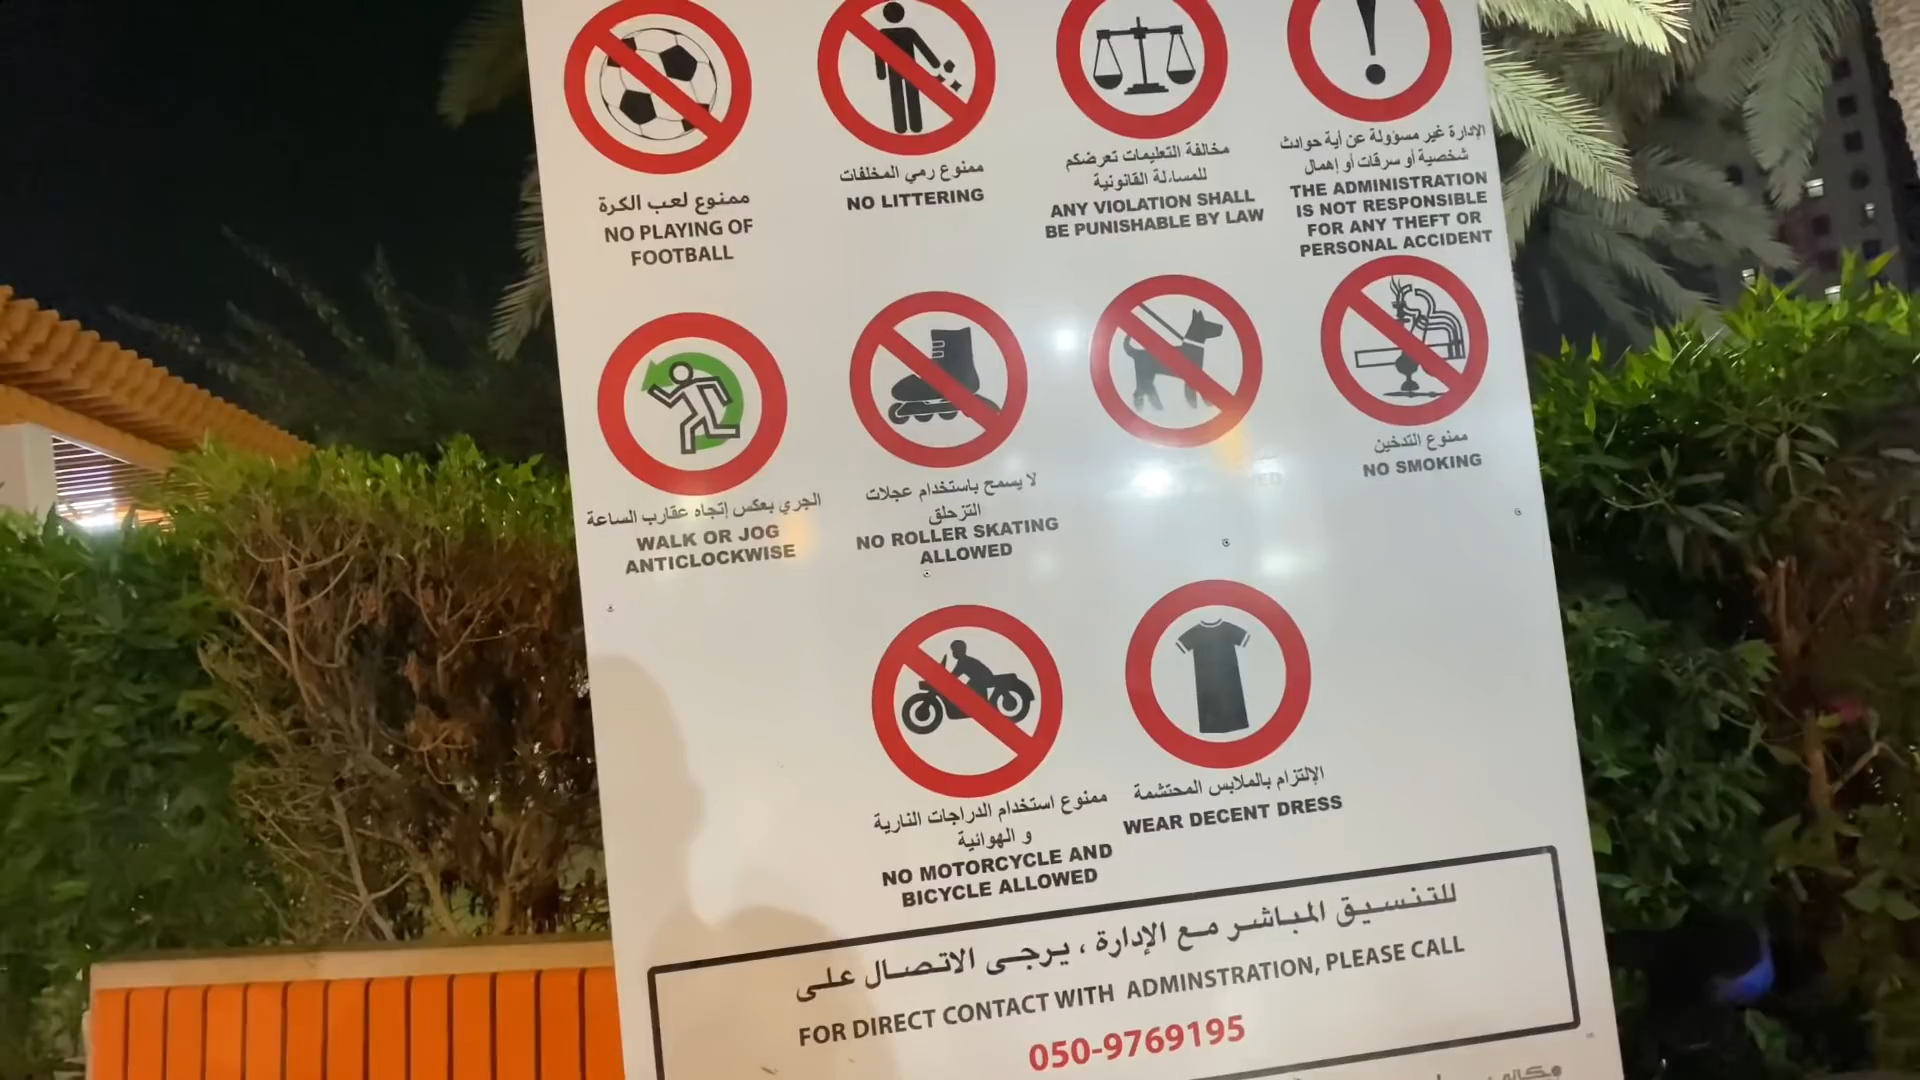 ممنوع لعب الكرة
NO PLAYING OF
FOOTBALL
ممنوع رمي المخلفات
NO LITTERING
مخالفة التعليمات تعرضكم
للمساءلة القانونية
ANY VIOLATION SHALL
BE PUNISHABLE BY LAW
الإدارة غير مسؤولة عن أية حوادث
شخصية أو سرقات أو إهمال
THE ADMINISTRATION
IS NOT RESPONSIBLE
FOR ANY THEFT OR
PERSONAL ACCIDENT
الجري بعكس إتجاه عقارب الساعة
WALK OR JOG
ANTICLOCKWISE
لا يسمح باستخدام عجلات
التزحلق
NO ROLLER SKATING
ALLOWED
ممنوع التدخين
NO SMOKING
ممنوع استخدام الدراجات النارية
و الهوائية
NO MOTORCYCLE AND
BICYCLE ALLOWED
الإلتزام بالملابس المحتشمة
WEAR DECENT DRESS
للتنسيق المباشر مع الإدارة ، يرجى الاتصال على
FOR DIRECT CONTACT WITH ADMINSTRATION, PLEASE CALL
050-9769195